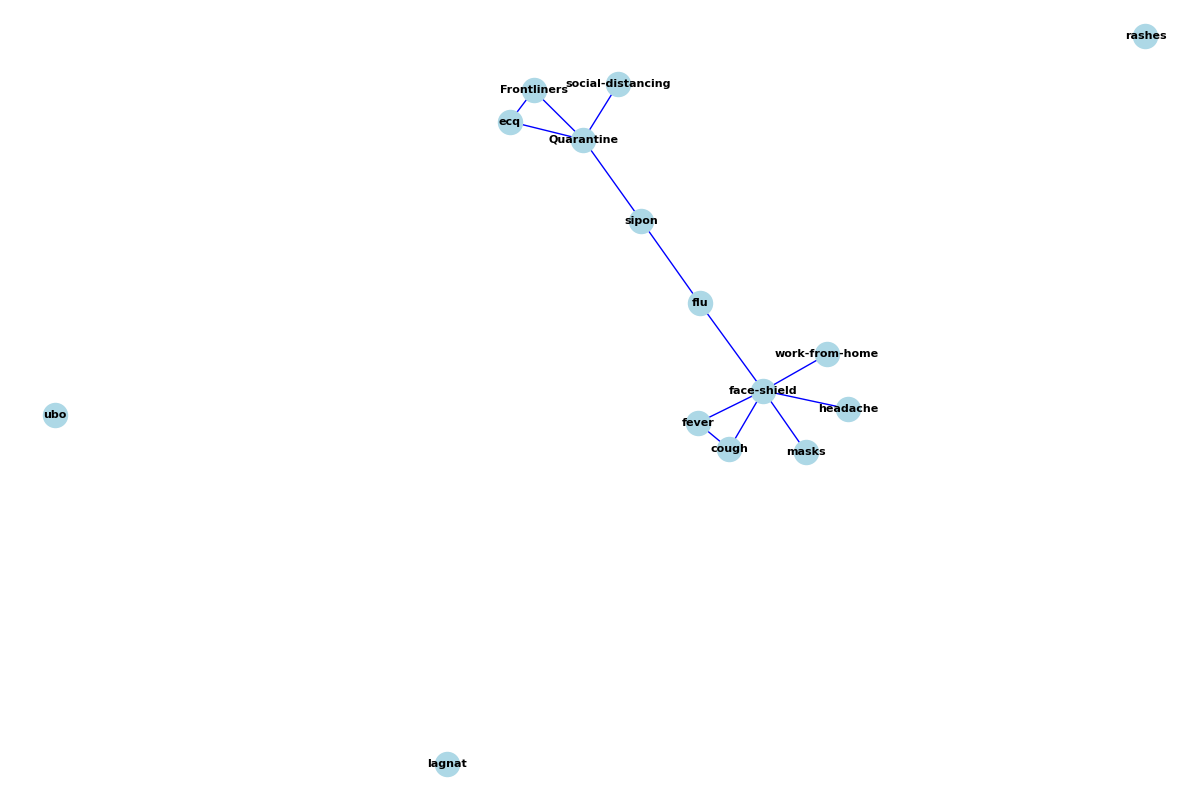 rashes
social-distancing
Frontliners
ecq
Quarantine
sipon
flu
work-from-home
face-shield
headache
ubo
fever
cough
masks
lagnat